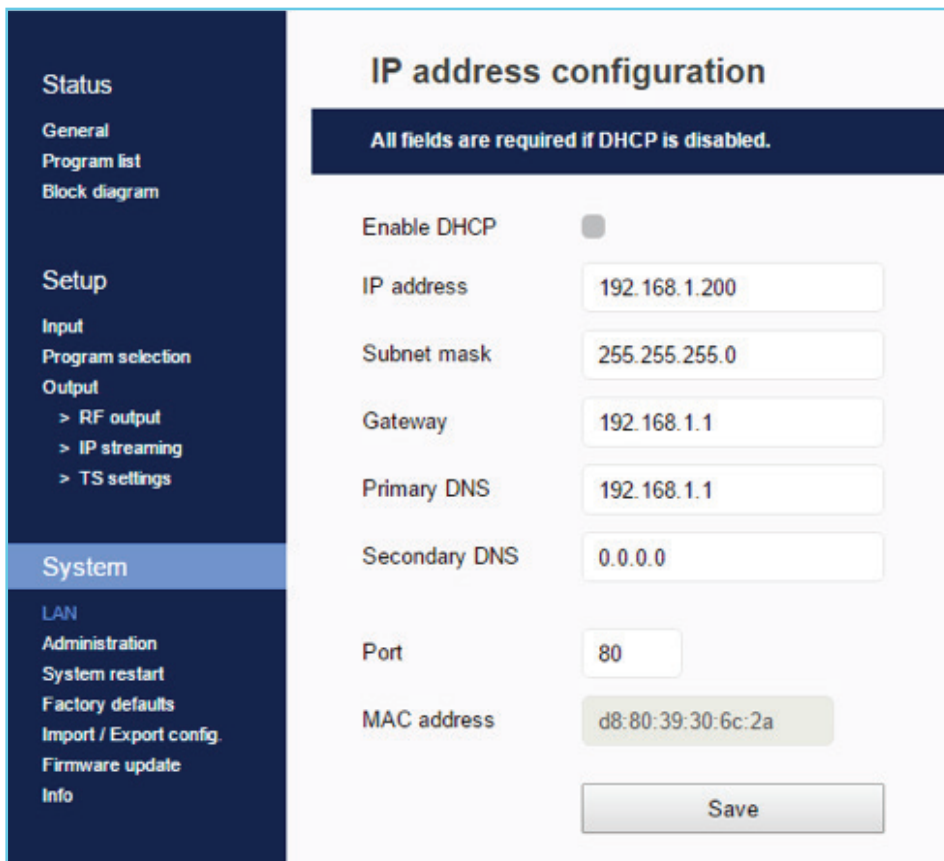 Status
General
Program list
Block diagram
Setup
Input
Program selection
Output
> RF output
> IP streaming
> TS settings
System
LAN
Administration
System restart
Factory defaults
Import / Export config.
Firmware update
Info
IP address configuration
All fields are required if DHCP is disabled.
Enable DHCP
IP address 192.168.1.200
Subnet mask 255.255.255.0
Gateway 192.168.1.1
Primary DNS 192.168.1.1
Secondary DNS 0.0.0.0
Port 80
MAC address d8:80:39:30:6c:2a
Save